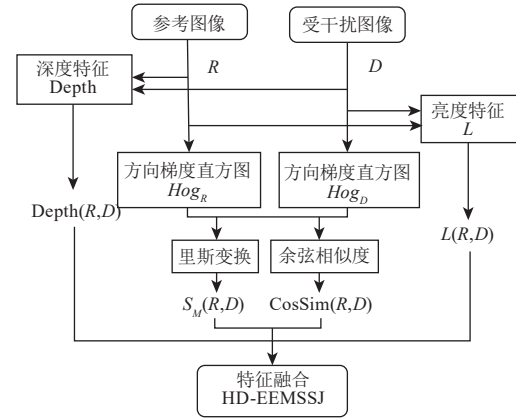 参考图像
受干扰图像
R
D
深度特征
Depth
亮度特征
L
方向梯度直方图
Hog_R
方向梯度直方图
Hog_D
Depth(R,D)
L(R,D)
里斯变换
余弦相似度
S_M(R,D)
CosSim(R,D)
特征融合
HD-EEMSSJ